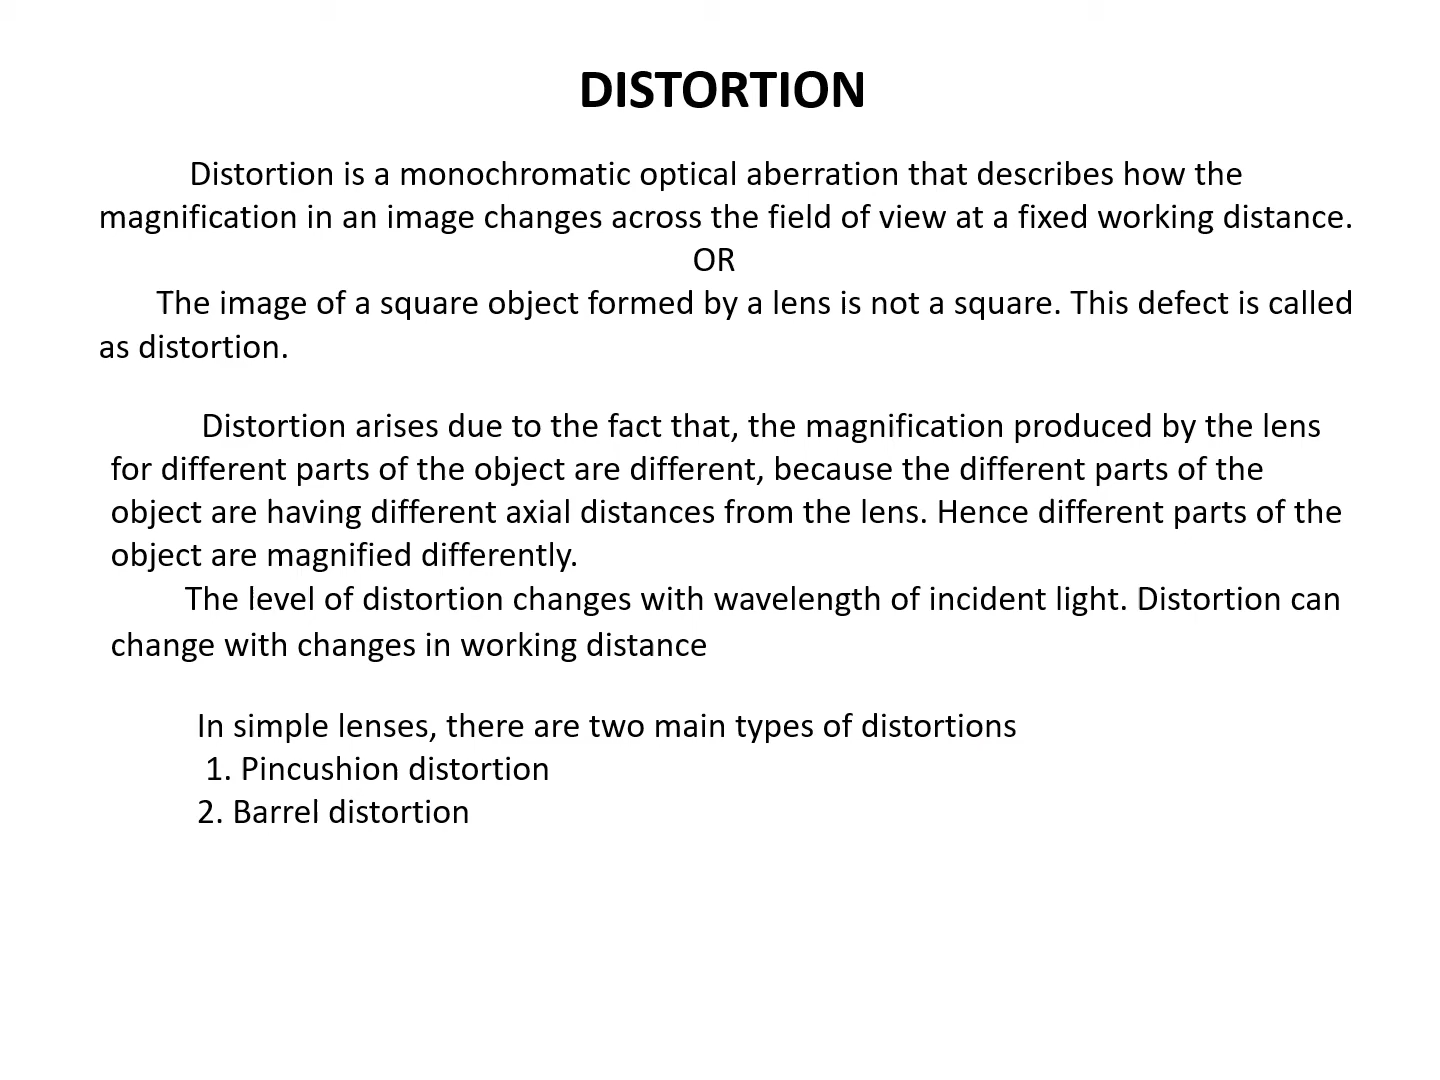 DISTORTION
Distortion is a monochromatic optical aberration that describes how the
magnification in an image changes across the field of view at a fixed working distance.
OR
The image of a square object formed by a lens is not a square. This defect is called
as distortion.
Distortion arises due to the fact that, the magnification produced by the lens
for different parts of the object are different, because the different parts of the
object are having different axial distances from the lens. Hence different parts of the
object are magnified differently.
The level of distortion changes with wavelength of incident light. Distortion can
change with changes in working distance
In simple lenses, there are two main types of distortions
1. Pincushion distortion
2. Barrel distortion